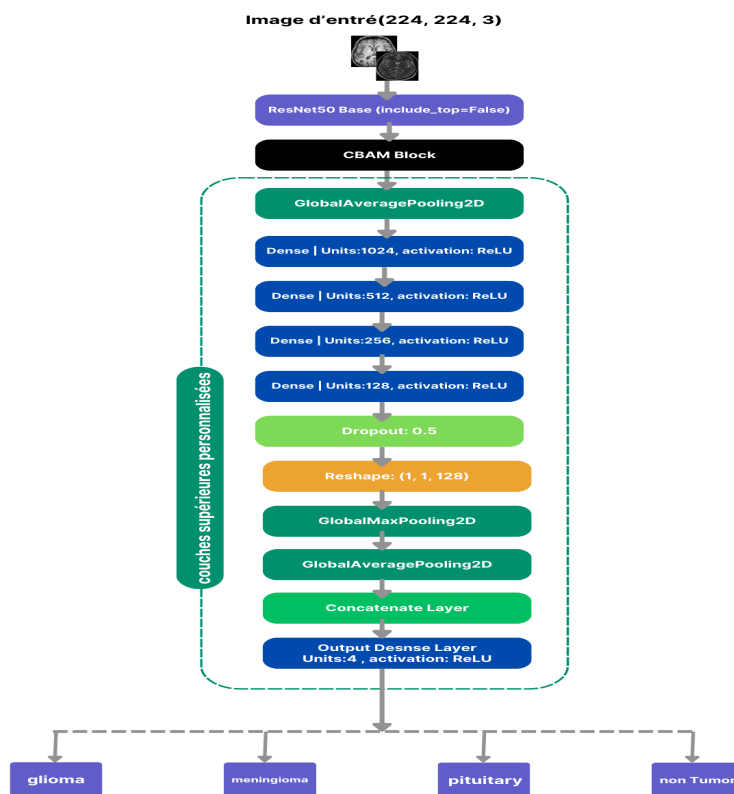 Image d'entré(224, 224, 3)
ResNet50 Base (include_top=False)
CBAM Block
GlobalAveragePooling2D
Dense | Units:1024, activation: ReLU
Dense | Units:512, activation: ReLU
Dense | Units:256, activation: ReLU
Dense | Units:128, activation: ReLU
couches supérieures personnalisées
Dropout: 0.5
Reshape: (1, 1, 128)
GlobalMaxPooling2D
GlobalAveragePooling2D
Concatenate Layer
Output Desnse Layer
Units:4 , activation: ReLU
glioma
meningioma
pituitary
non Tumor